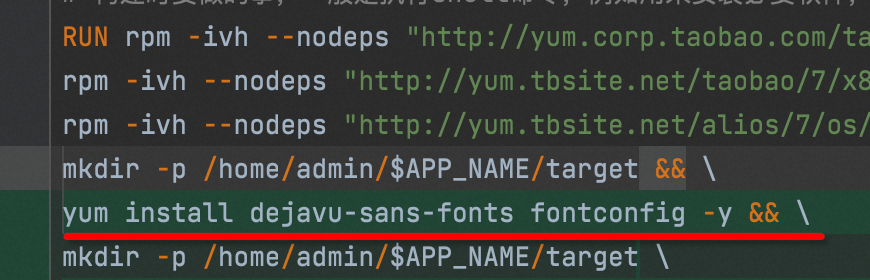 RUN rpm -ivh --nodeps "http://yum.corp.taobao.com/ta
rpm -ivh --nodeps "http://yum.tbsite.net/taobao/7/x8
rpm -ivh --nodeps "http://yum.tbsite.net/alios/7/os/
mkdir -p /home/admin/$APP_NAME/target && \
yum install dejavu-sans-fonts fontconfig -y && \
mkdir -p /home/admin/$APP_NAME/target \